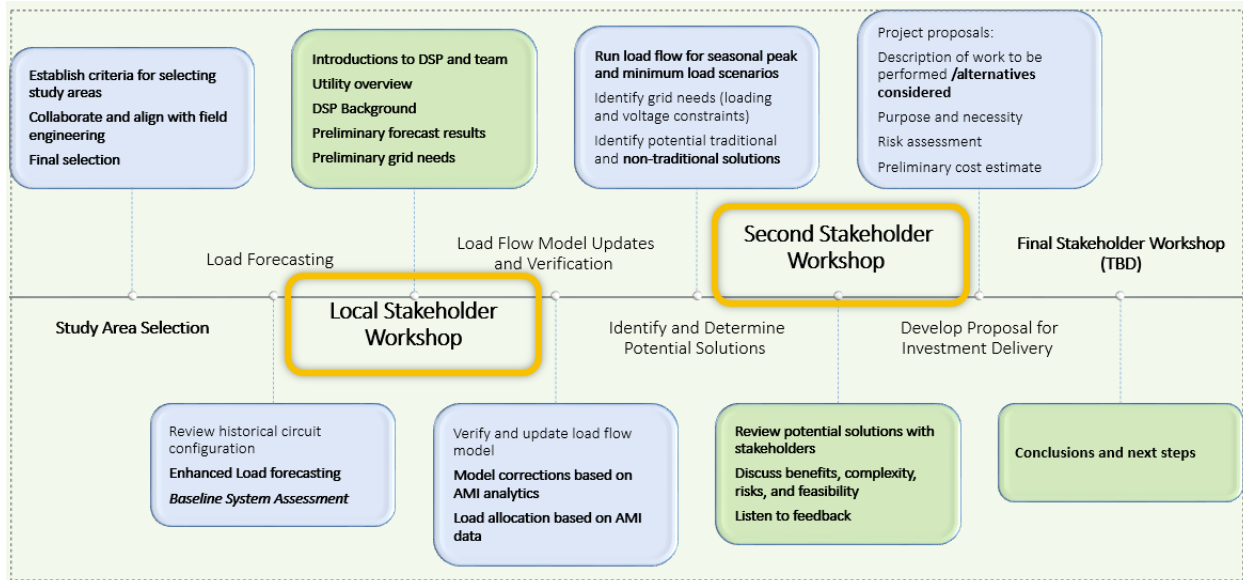 Establish criteria for selecting
study areas
Collaborate and align with field
engineering
Final selection
Introductions to DSP and team
Utility overview
DSP Background
Preliminary forecast results
Preliminary grid needs
Run load flow for seasonal peak
and minimum load scenarios
Identify grid needs (loading
and voltage constraints)
Identify potential traditional
and non-traditional solutions
Project proposals:
Description of work to be
performed /alternatives
considered
Purpose and necessity
Risk assessment
Preliminary cost estimate
Load Forecasting
Load Flow Model Updates
and Verification
Second Stakeholder
Workshop
Final Stakeholder Workshop
(TBD)
Study Area Selection
Local Stakeholder
Workshop
Identify and Determine
Potential Solutions
Develop Proposal for
Investment Delivery
Review historical circuit
configuration
Enhanced Load forecasting
Baseline System Assessment
Verify and update load flow
model
Model corrections based on
AMI analytics
Load allocation based on AMI
data
Review potential solutions with
stakeholders
Discuss benefits, complexity,
risks, and feasibility
Listen to feedback
Conclusions and next steps